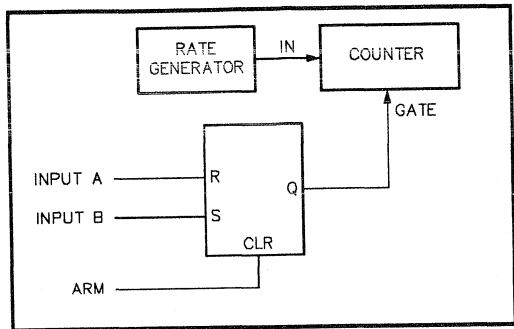 RATE
GENERATOR
IN
COUNTER
GATE
INPUT A
R
Q
INPUT B
S
CLR
ARM